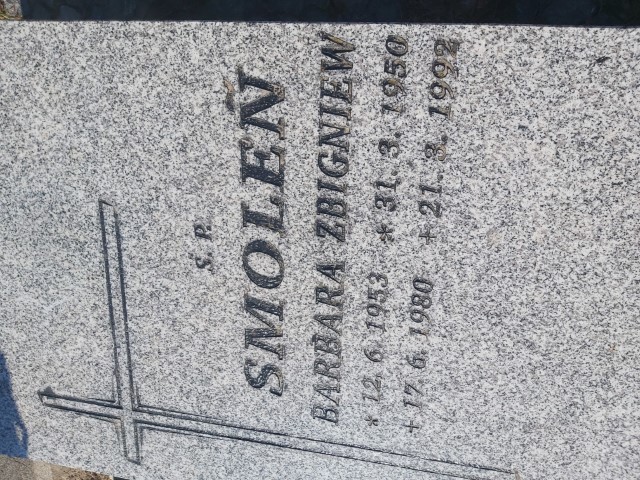 Ś. P.
SMOLEŃ
BARBARA ZBIGNIEW
* 12. 6. 1953 * 31. 3. 1950
+ 17. 6. 1980 + 21. 3. 1992